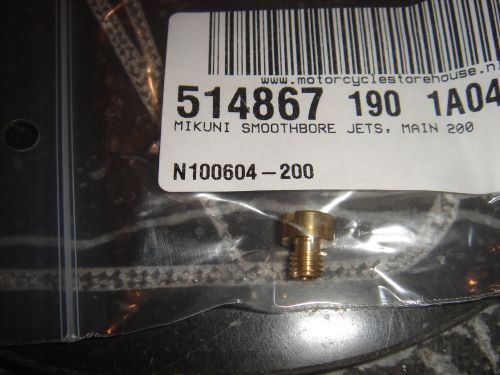 www.motorcyclestorehouse.n
514867 190 1A04
MIKUNI SMOOTHBORE JETS, MAIN 200
N100604-200